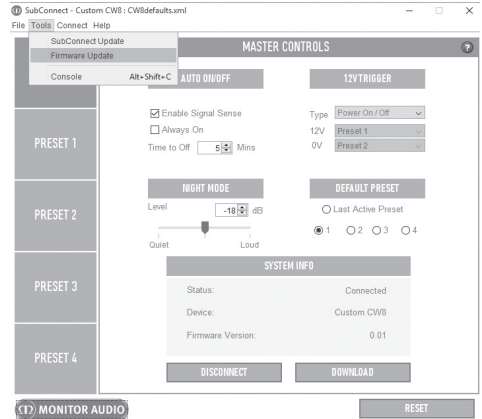 SubConnect - Custom CW8 : CW8defaults.xml
File Tools Connect Help
SubConnect Update
Firmware Update
Console Alt+Shift+C
MASTER CONTROLS ?
AUTO ON/OFF
Enable Signal Sense
Always On
Time to Off 5 Mins
12V TRIGGER
Type Power On / Off
12V Preset 1
0V Preset 2
PRESET 1
PRESET 2
PRESET 3
PRESET 4
NIGHT MODE
Level -18 dB
Quiet Loud
DEFAULT PRESET
Last Active Preset
1 2 3 4
SYSTEM INFO
Status: Connected
Device: Custom CW8
Firmware Version: 0.01
DISCONNECT DOWNLOAD
MONITOR AUDIO
RESET